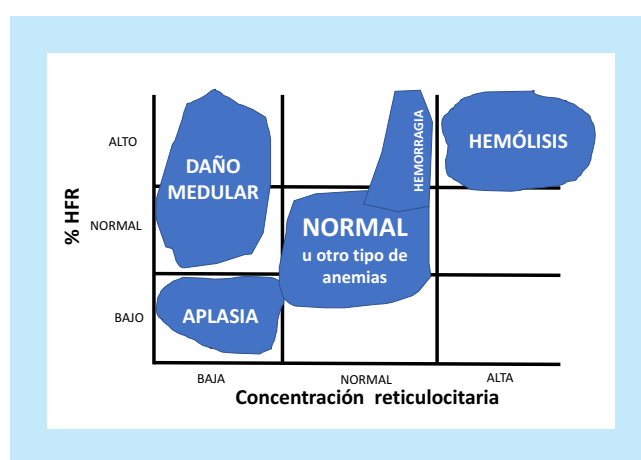 ALTO
DAÑO
MEDULAR
HEMORRAGIA
HEMÓLISIS
% HFR
NORMAL
NORMAL
u otro tipo de
anemias
BAJO
APLASIA
BAJA
NORMAL
ALTA
Concentración reticulocitaria